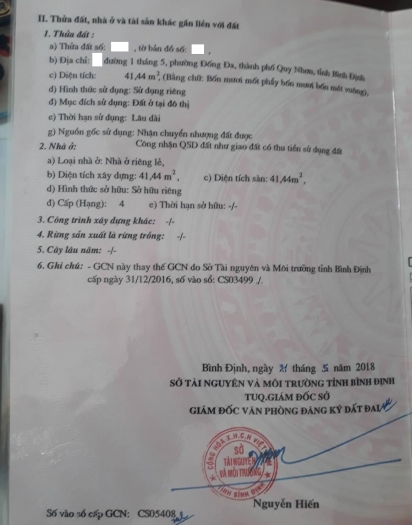 II. Thửa đất, nhà ở và tài sản khác gắn liền với đất
1. Thửa đất :
a) Thửa đất số: , tờ bản đồ số: ,
b) Địa chỉ: đường 1 tháng 5, phường Đống Đa, thành phố Quy Nhơn, tỉnh Bình Định
c) Diện tích: 41,44 m², (Bằng chữ: Bốn mươi mốt phẩy bốn mươi bốn mét vuông),
d) Hình thức sử dụng: Sử dụng riêng
đ) Mục đích sử dụng: Đất ở tại đô thị
e) Thời hạn sử dụng: Lâu dài
g) Nguồn gốc sử dụng: Nhận chuyển nhượng đất được
Công nhận QSD đất như giao đất có thu tiền sử dụng đất
2. Nhà ở:
a) Loại nhà ở: Nhà ở riêng lẻ,
b) Diện tích xây dựng: 41,44 m², c) Diện tích sàn: 41,44m²,
d) Hình thức sở hữu: Sở hữu riêng
đ) Cấp (Hạng): 4 e) Thời hạn sở hữu: -/-
3. Công trình xây dựng khác: -/-
4. Rừng sản xuất là rừng trồng: -/-
5. Cây lâu năm: -/-
6. Ghi chú: - GCN này thay thế GCN do Sở Tài nguyên và Môi trường tỉnh Bình Định
cấp ngày 31/12/2016, số vào sổ: CS03499 ./.
Bình Định, ngày 21 tháng 5 năm 2018
SỞ TÀI NGUYÊN VÀ MÔI TRƯỜNG TỈNH BÌNH ĐỊNH
TUQ.GIÁM ĐỐC SỞ
GIÁM ĐỐC VĂN PHÒNG ĐĂNG KÝ ĐẤT ĐAI
CỘNG HÒA X.H.C.N VIỆT
SỞ
TÀI NGUYÊN
VÀ MÔI TRƯỜNG
TỈNH BÌNH ĐỊNH
Nguyễn Hiến
Số vào sổ cấp GCN: CS05408